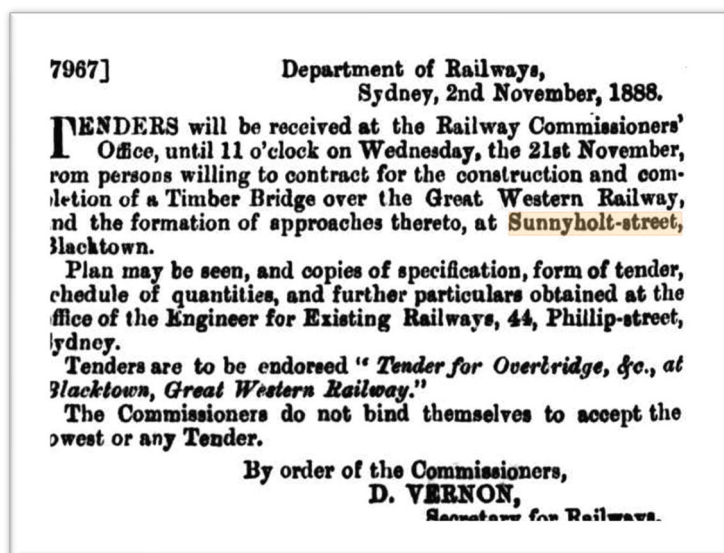 7967] Department of Railways,
Sydney, 2nd November, 1888.
TENDERS will be received at the Railway Commissioners'
Office, until 11 o'clock on Wednesday, the 21st November,
rom persons willing to contract for the construction and com-
letion of a Timber Bridge over the Great Western Railway,
nd the formation of approaches thereto, at Sunnyholt-street,
Blacktown.
Plan may be seen, and copies of specification, form of tender,
chedule of quantities, and further particulars obtained at the
ffice of the Engineer for Existing Railways, 44, Phillip-street,
ydney.
Tenders are to be endorsed "Tender for Overbridge, &c., at
Blacktown, Great Western Railway."
The Commissioners do not bind themselves to accept the
owest or any Tender.
By order of the Commissioners,
D. VERNON,
Secretary for Railways.